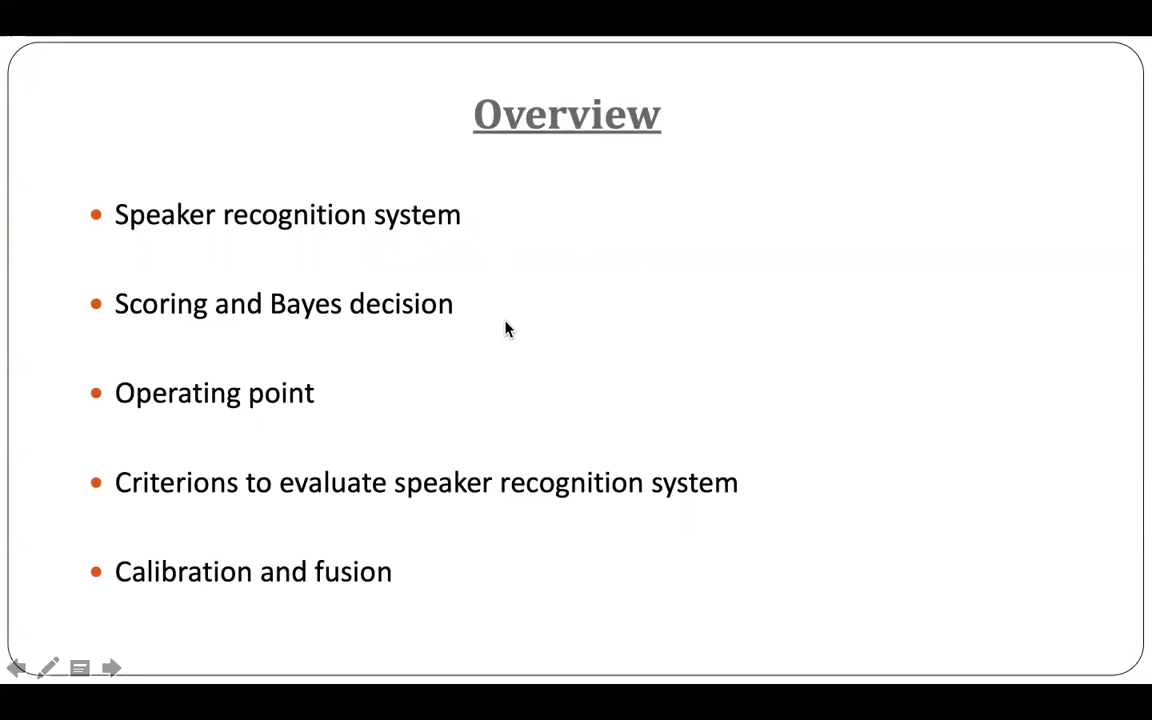 Overview
Speaker recognition system
Scoring and Bayes decision
Operating point
Criterions to evaluate speaker recognition system
Calibration and fusion